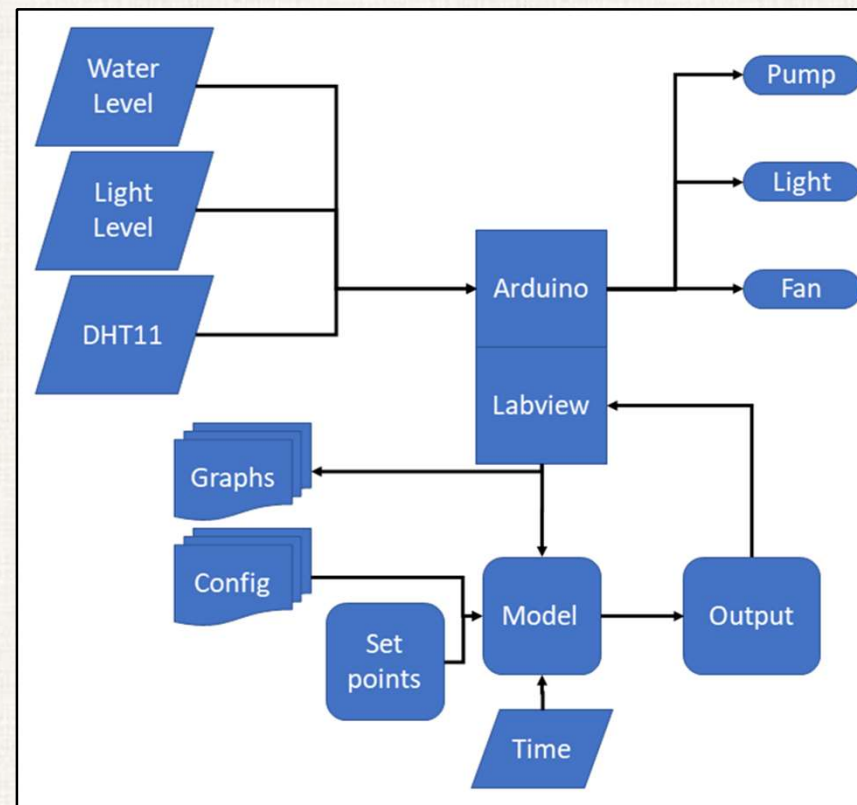 Water
Level
Pump
Light
Level
Light
Arduino
Fan
DHT11
Labview
Graphs
Config
Model
Output
Set
points
Time